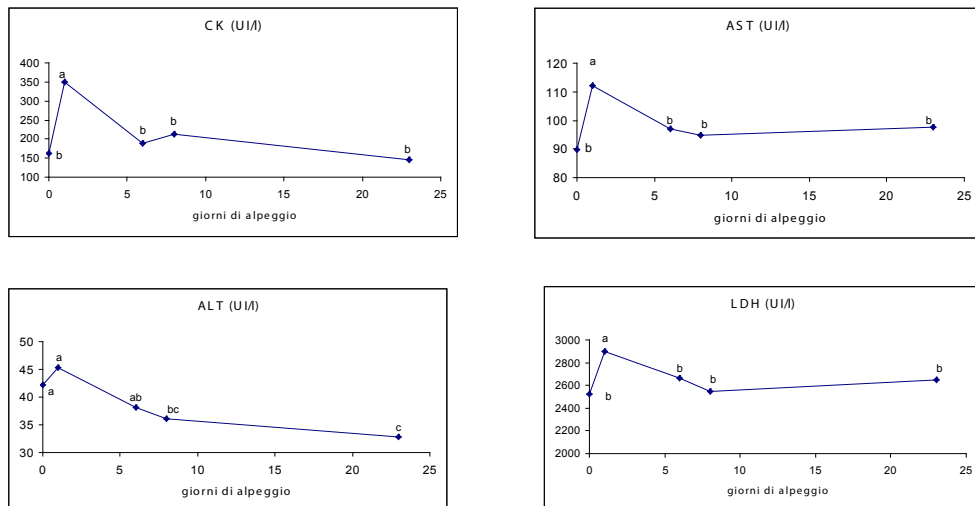 CK (UI/l)
400
350
300
250
200
150
100
a
b
b
b
b
0 5 10 15 20 25
giorni di alpeggio
AST (UI/l)
120
110
100
90
80
a
b
b
b
b
0 5 10 15 20 25
giorni di alpeggio
ALT (UI/l)
50
45
40
35
30
a
a
ab
bc
c
0 5 10 15 20 25
giorni di alpeggio
LDH (UI/l)
3000
2800
2600
2400
2200
2000
a
b
b
b
b
0 5 10 15 20 25
giorni di alpeggio